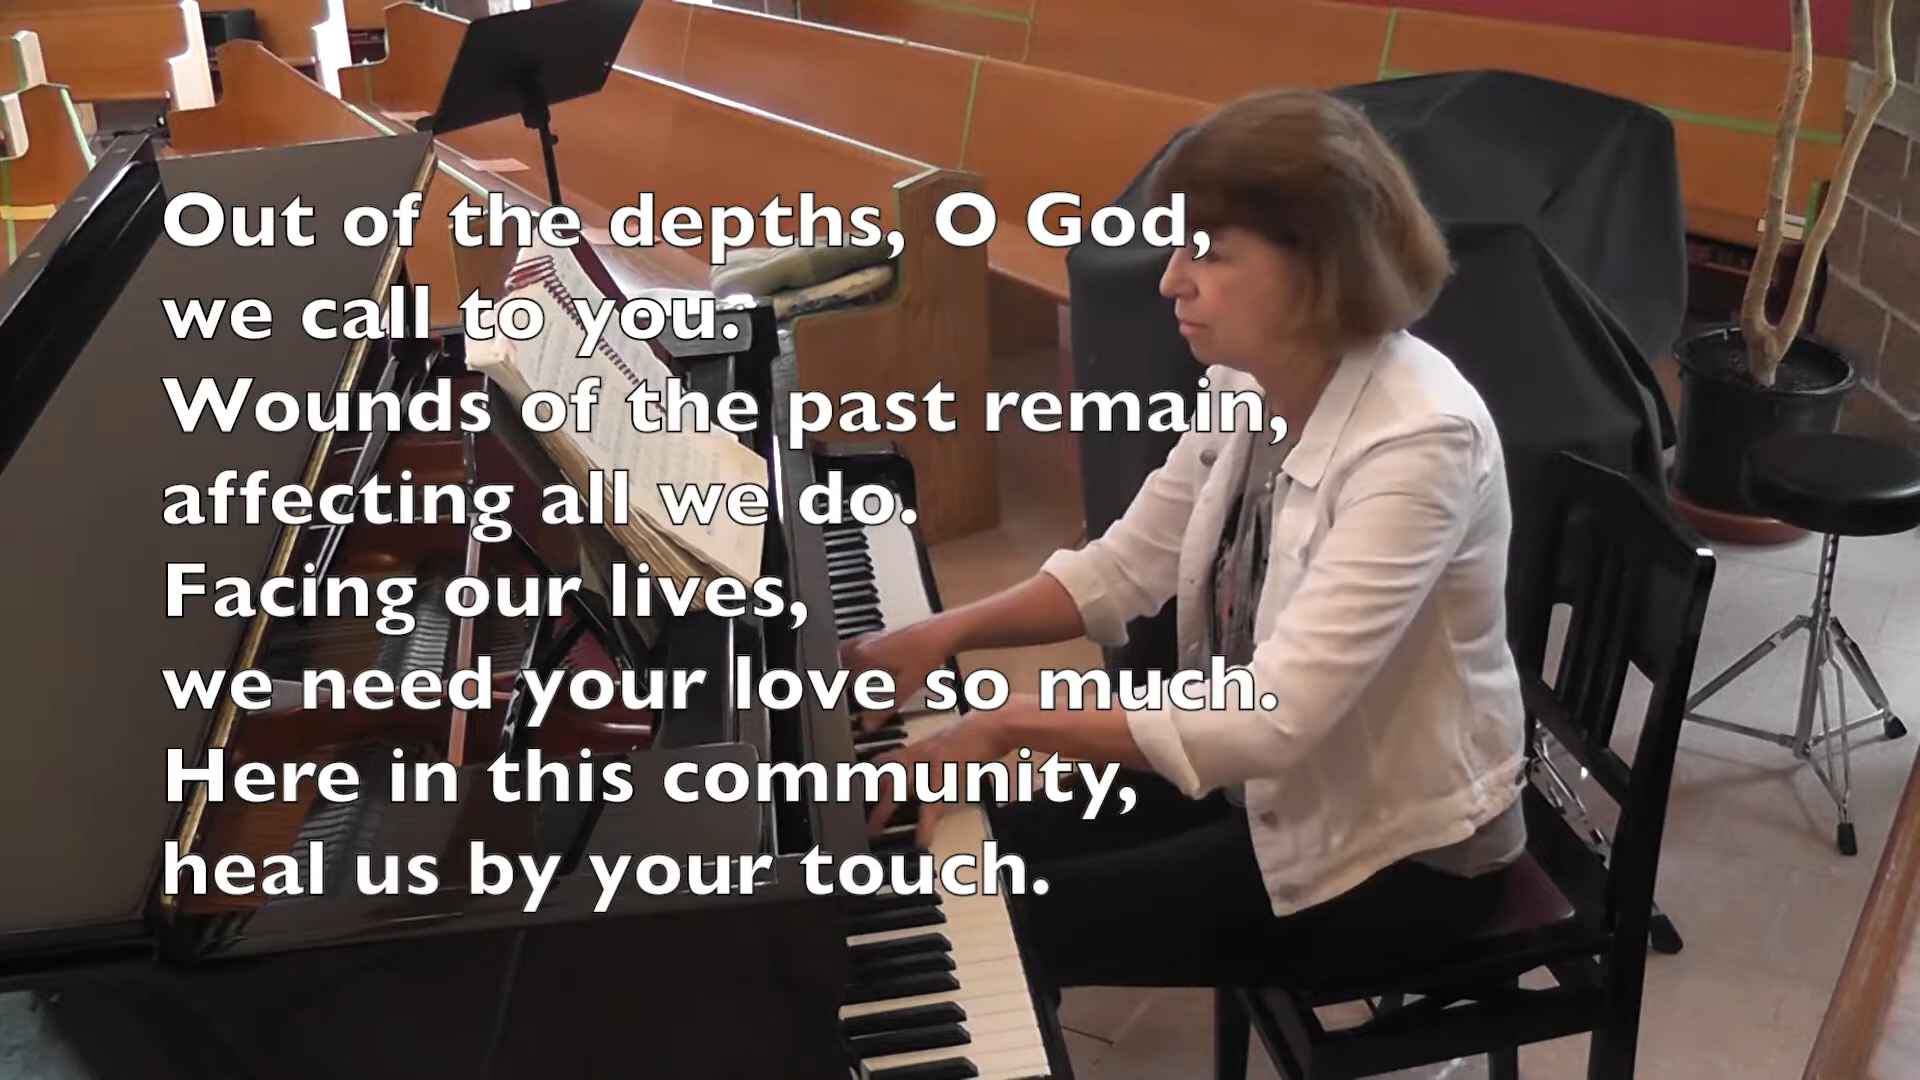 Out of the depths, O God,
we call to you.
Wounds of the past remain,
affecting all we do.
Facing our lives,
we need your love so much.
Here in this community,
heal us by your touch.